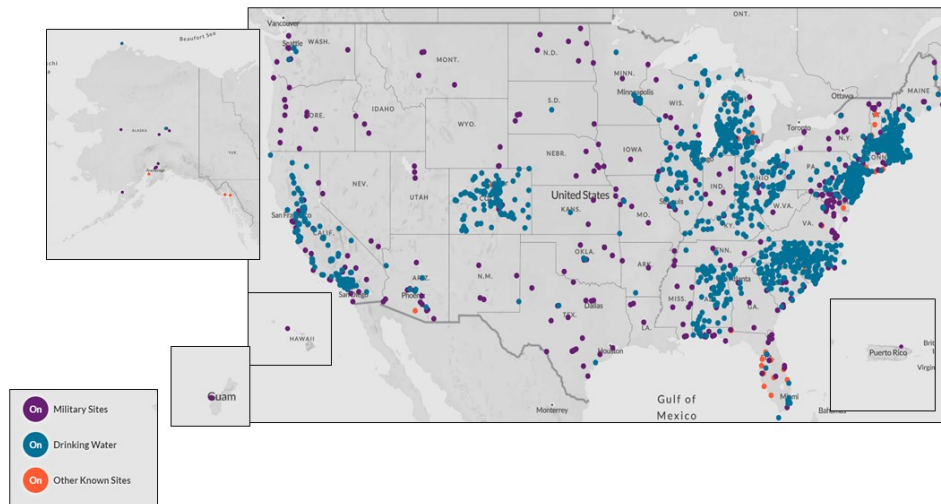 Beaufort Sea
ALASKA
YUK.
Vancouver
Seattle
WASH.
MONT.
N.D.
MINN.
Minneapolis
ONT.
Ottawa
MAINE
ORE.
IDAHO
S.D.
WIS.
Toronto
N.Y.
WYO.
IOWA
NEBR.
PA.
OHIO
NEV.
UTAH
United States
IND.
W.VA.
VA.
San Francisco
CALIF.
KANS.
MO.
St. Louis
KY.
San Diego
ARIZ.
Phoenix
N.M.
OKLA.
ARK.
TENN.
Atlanta
Dallas
TEX.
MISS.
GA.
LA.
Houston
HAWAII
Guam
Monterrey
Gulf of
Mexico
Miami
Puerto Rico
Brit
Virgin
On Military Sites
On Drinking Water
On Other Known Sites